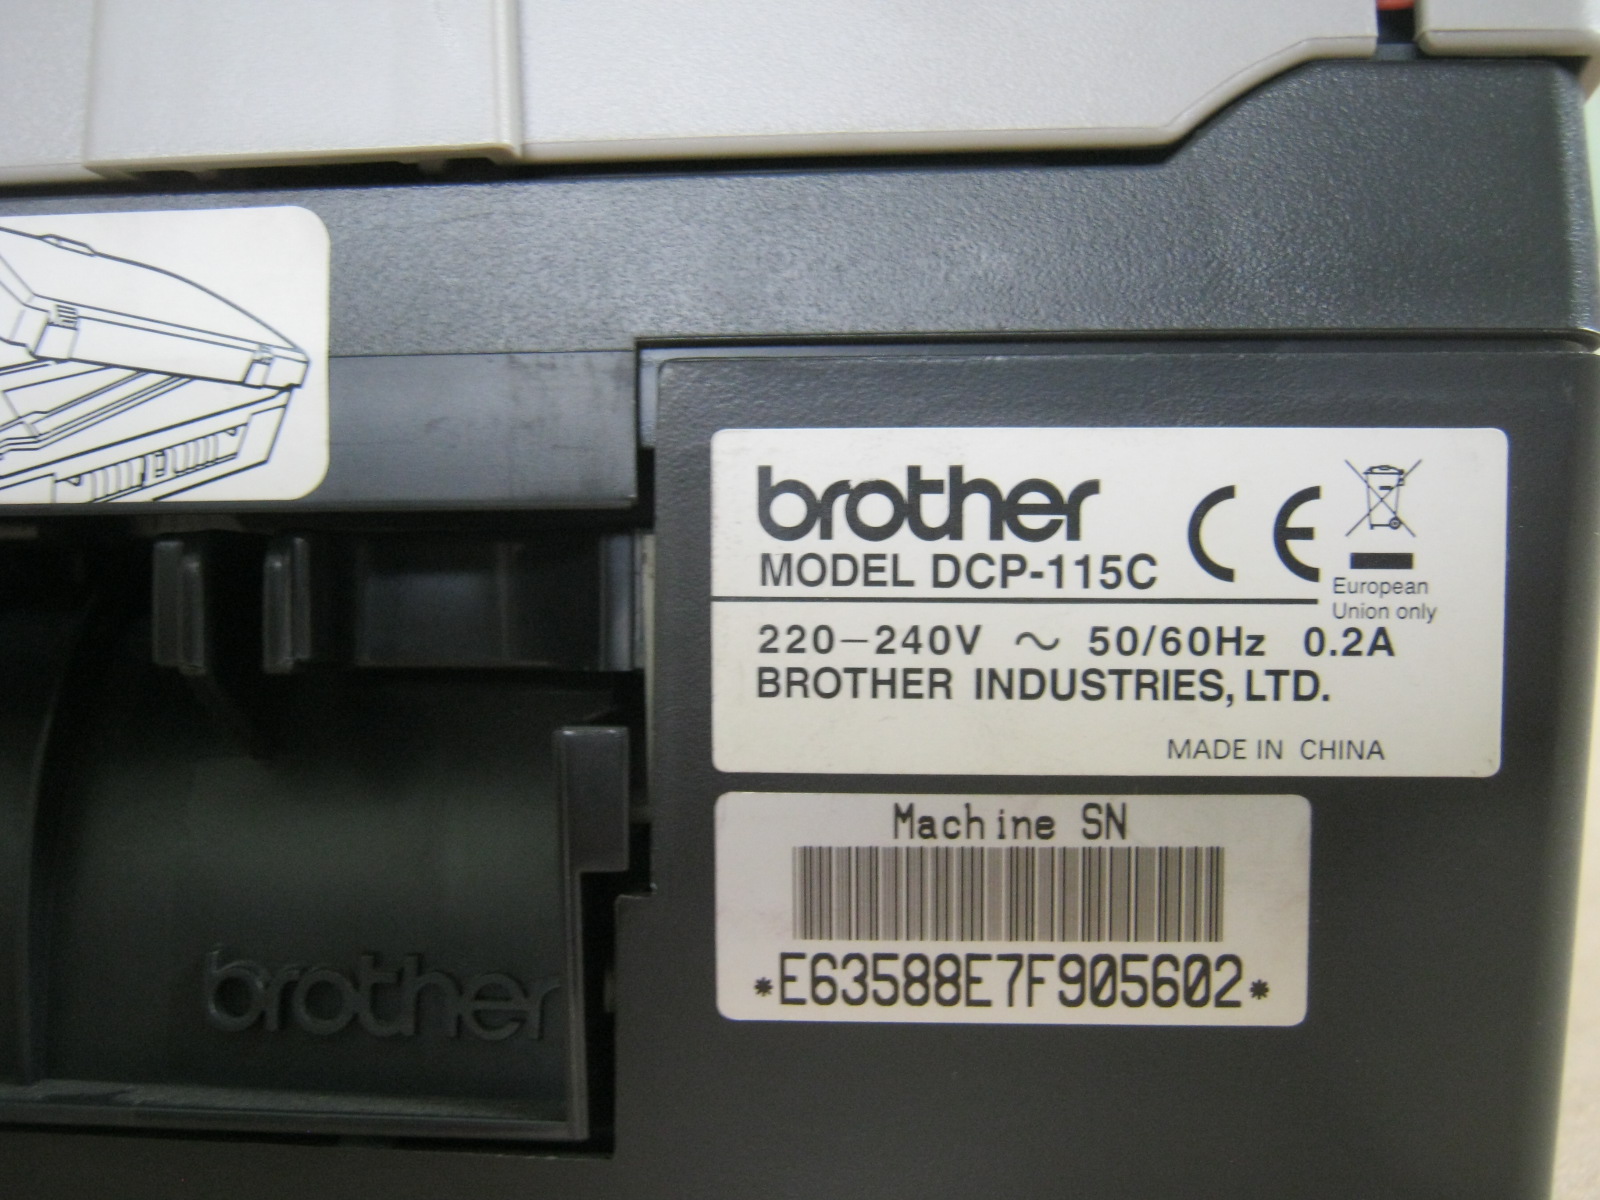 brother
MODEL DCP-115C
CE
European
Union only
220-240V ~ 50/60Hz 0.2A
BROTHER INDUSTRIES, LTD.
MADE IN CHINA
Machine SN
*E63588E7F905602*
brother